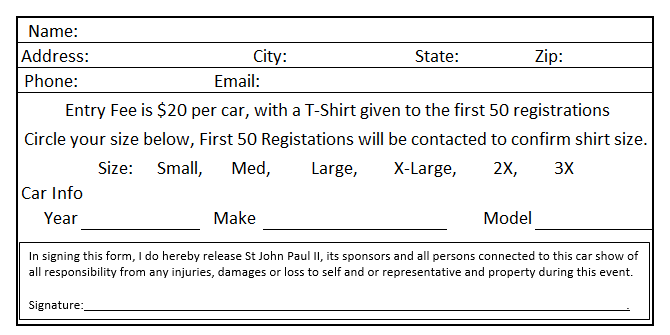 Name:
Address: City: State: Zip:
Phone: Email:
Entry Fee is $20 per car, with a T-Shirt given to the first 50 registrations
Circle your size below, First 50 Registations will be contacted to confirm shirt size.
Size: Small, Med, Large, X-Large, 2X, 3X
Car Info
Year Make Model
In signing this form, I do hereby release St John Paul II, its sponsors and all persons connected to this car show of
all responsibility from any injuries, damages or loss to self and or representative and property during this event.
Signature: .